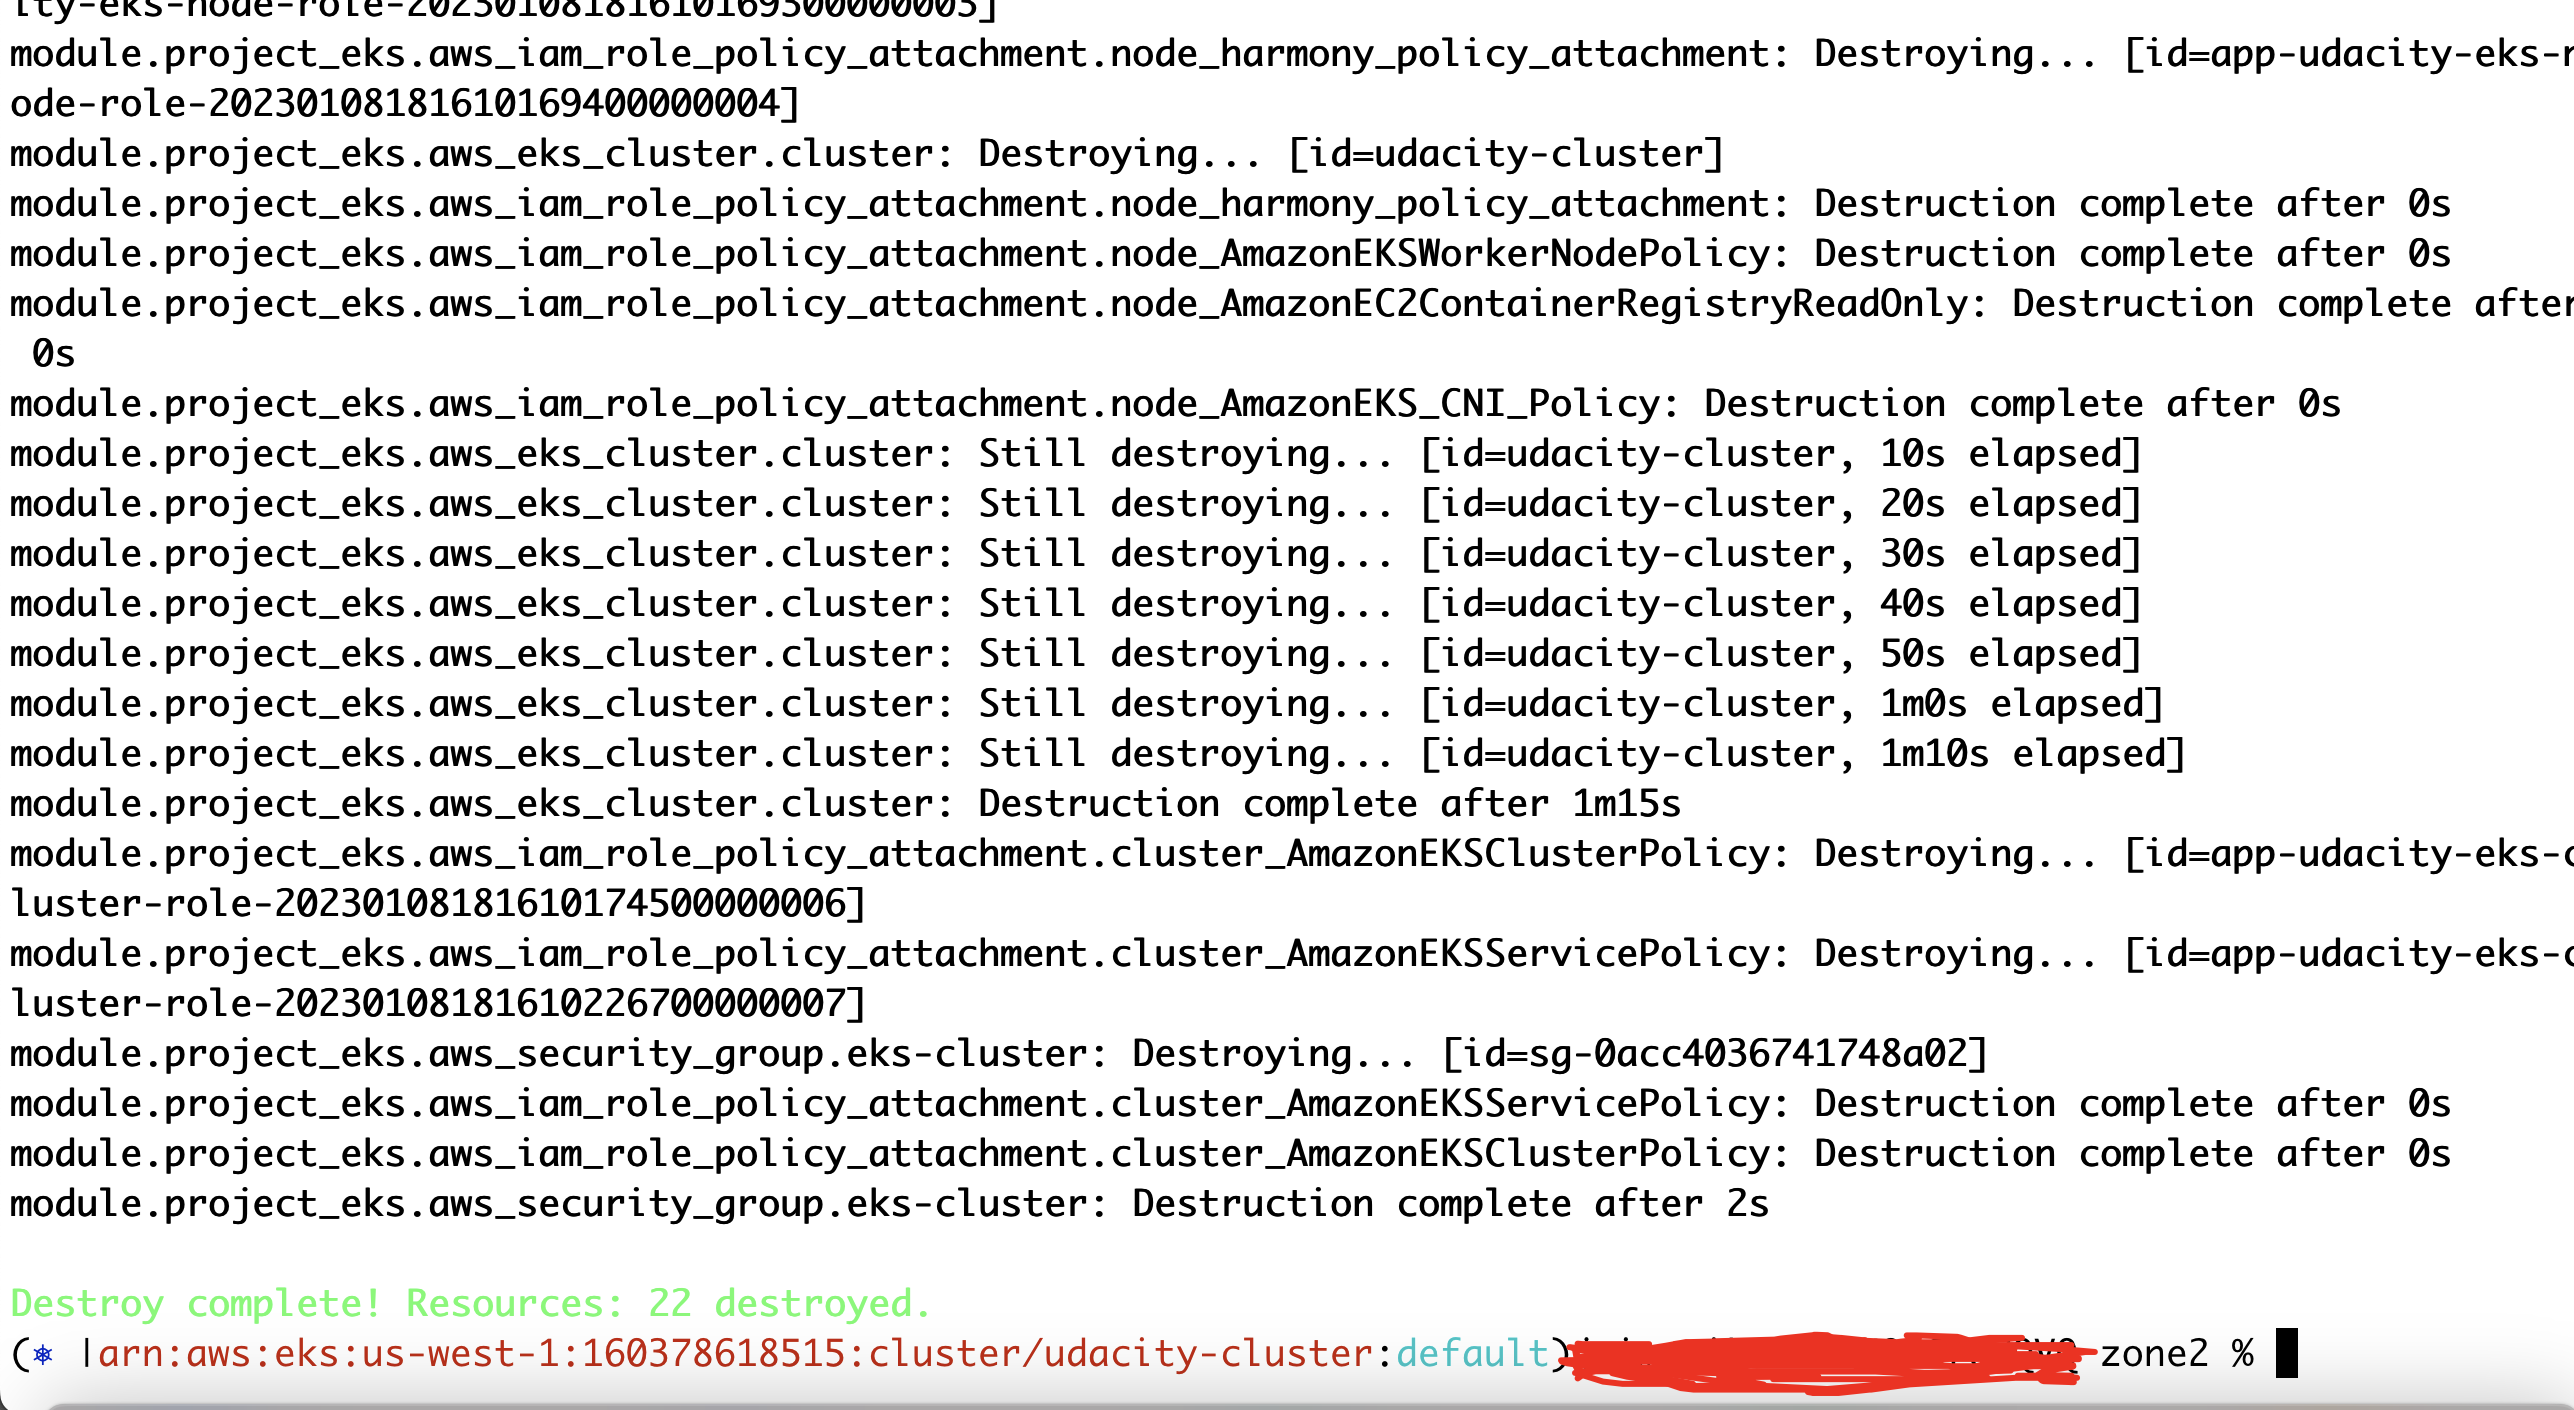 ity-eks-node-role-20230108181610169300000003]
module.project_eks.aws_iam_role_policy_attachment.node_harmony_policy_attachment: Destroying... [id=app-udacity-eks-n
ode-role-20230108181610169400000004]
module.project_eks.aws_eks_cluster.cluster: Destroying... [id=udacity-cluster]
module.project_eks.aws_iam_role_policy_attachment.node_harmony_policy_attachment: Destruction complete after 0s
module.project_eks.aws_iam_role_policy_attachment.node_AmazonEKSWorkerNodePolicy: Destruction complete after 0s
module.project_eks.aws_iam_role_policy_attachment.node_AmazonEC2ContainerRegistryReadOnly: Destruction complete after
 0s
module.project_eks.aws_iam_role_policy_attachment.node_AmazonEKS_CNI_Policy: Destruction complete after 0s
module.project_eks.aws_eks_cluster.cluster: Still destroying... [id=udacity-cluster, 10s elapsed]
module.project_eks.aws_eks_cluster.cluster: Still destroying... [id=udacity-cluster, 20s elapsed]
module.project_eks.aws_eks_cluster.cluster: Still destroying... [id=udacity-cluster, 30s elapsed]
module.project_eks.aws_eks_cluster.cluster: Still destroying... [id=udacity-cluster, 40s elapsed]
module.project_eks.aws_eks_cluster.cluster: Still destroying... [id=udacity-cluster, 50s elapsed]
module.project_eks.aws_eks_cluster.cluster: Still destroying... [id=udacity-cluster, 1m0s elapsed]
module.project_eks.aws_eks_cluster.cluster: Still destroying... [id=udacity-cluster, 1m10s elapsed]
module.project_eks.aws_eks_cluster.cluster: Destruction complete after 1m15s
module.project_eks.aws_iam_role_policy_attachment.cluster_AmazonEKSClusterPolicy: Destroying... [id=app-udacity-eks-c
luster-role-20230108181610174500000006]
module.project_eks.aws_iam_role_policy_attachment.cluster_AmazonEKSServicePolicy: Destroying... [id=app-udacity-eks-c
luster-role-20230108181610226700000007]
module.project_eks.aws_security_group.eks-cluster: Destroying... [id=sg-0acc4036741748a02]
module.project_eks.aws_iam_role_policy_attachment.cluster_AmazonEKSServicePolicy: Destruction complete after 0s
module.project_eks.aws_iam_role_policy_attachment.cluster_AmazonEKSClusterPolicy: Destruction complete after 0s
module.project_eks.aws_security_group.eks-cluster: Destruction complete after 2s
Destroy complete! Resources: 22 destroyed.
(⎈ |arn:aws:eks:us-west-1:160378618515:cluster/udacity-cluster:default) zone2 %